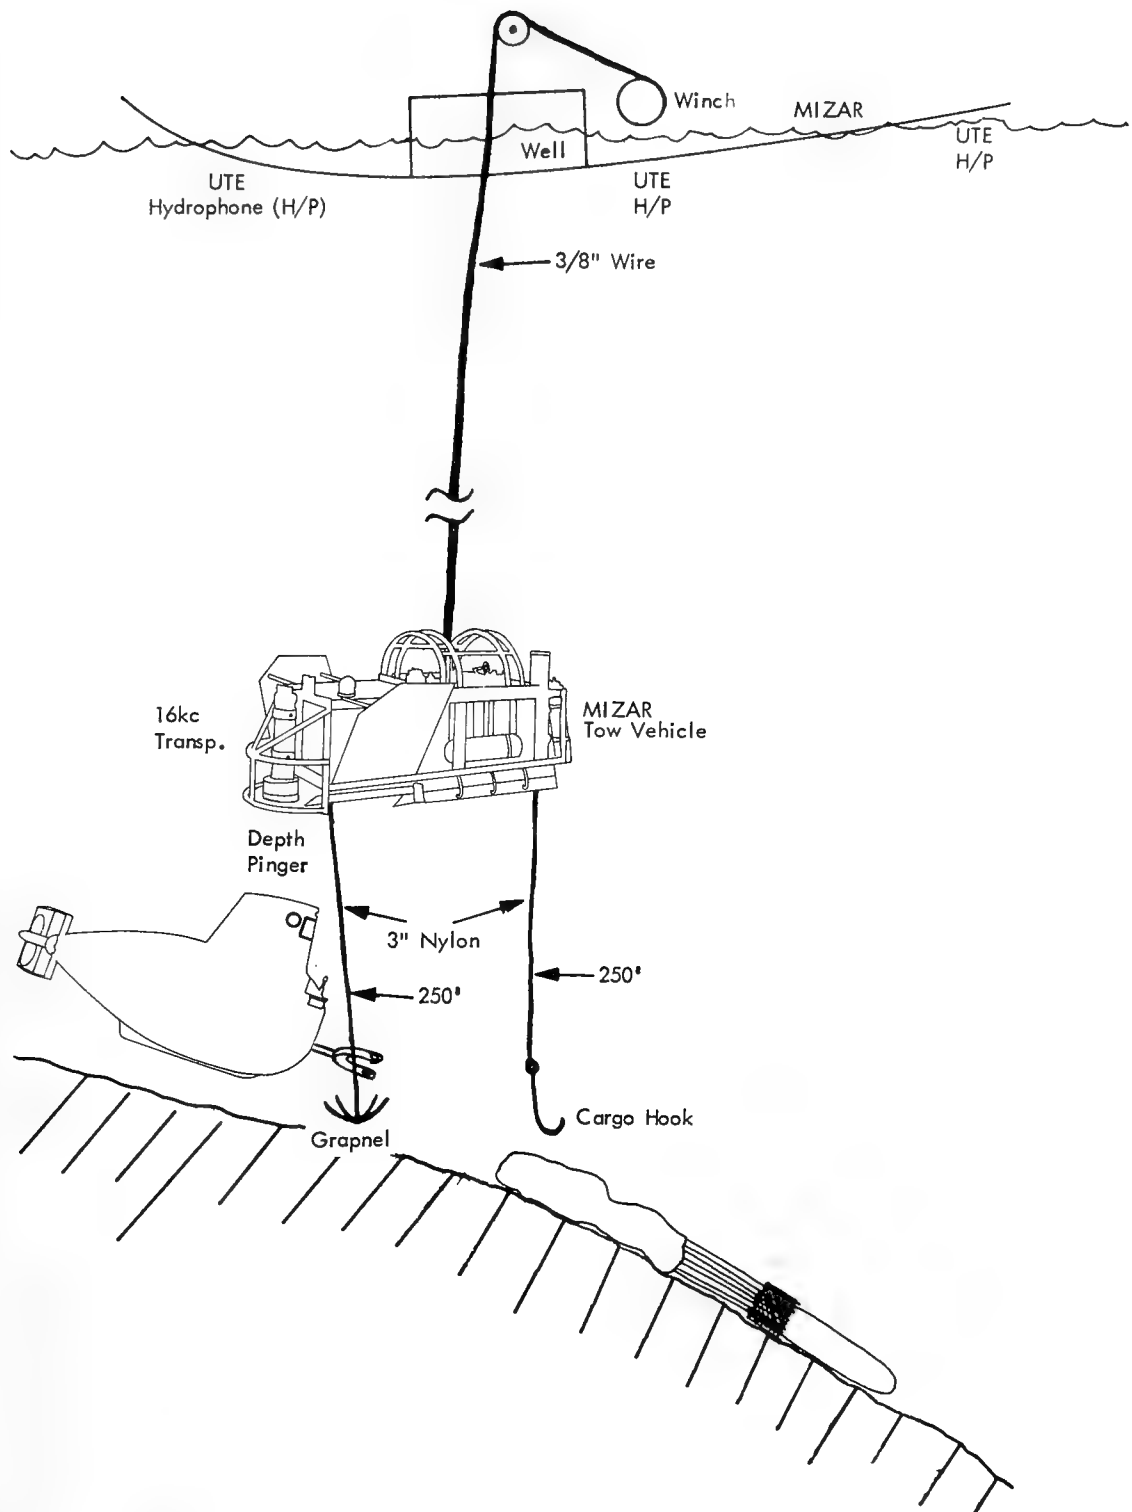 Winch
MIZAR
Well
UTE
H/P
UTE
Hydrophone (H/P)
UTE
H/P
3/8" Wire
16kc
Transp.
MIZAR
Tow Vehicle
Depth
Pinger
3" Nylon
250'
250'
Cargo Hook
Grapnel